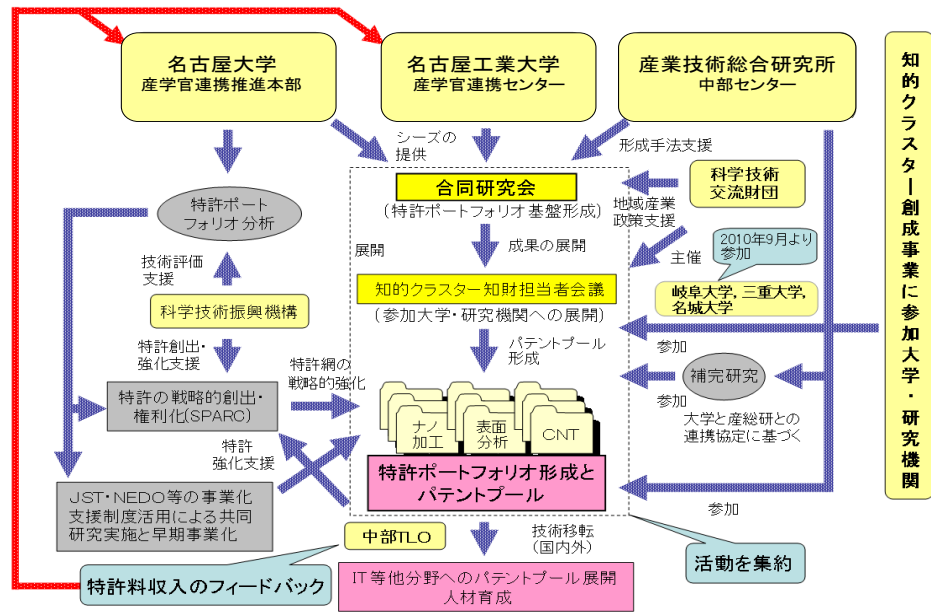 名古屋大学
産学官連携推進本部
名古屋工業大学
産学官連携センター
産業技術総合研究所
中部センター
知的クラスター創成事業に参加大学・研究機関
シーズの
提供
形成手法支援
特許ポート
フォリオ分析
合同研究会
(特許ポートフォリオ基盤形成)
科学技術
交流財団
地域産業
政策支援
2010年9月より
参加
展開
成果の展開
主催
技術評価
支援
知的クラスター知財担当者会議
(参加大学・研究機関への展開)
岐阜大学, 三重大学,
名城大学
科学技術振興機構
特許創出・
強化支援
特許網の
戦略的強化
パテントプール
形成
参加
補完研究
参加
特許の戦略的創出・
権利化(SPARC)
ナノ
加工
表面
分析
CNT
大学と産総研との
連携協定に基づく
特許
強化支援
特許ポートフォリオ形成と
パテントプール
JST・NEDO等の事業化
支援制度活用による共同
研究実施と早期事業化
参加
中部TLO
技術移転
(国内外)
活動を集約
特許料収入のフィードバック
IT等他分野へのパテントプール展開
人材育成